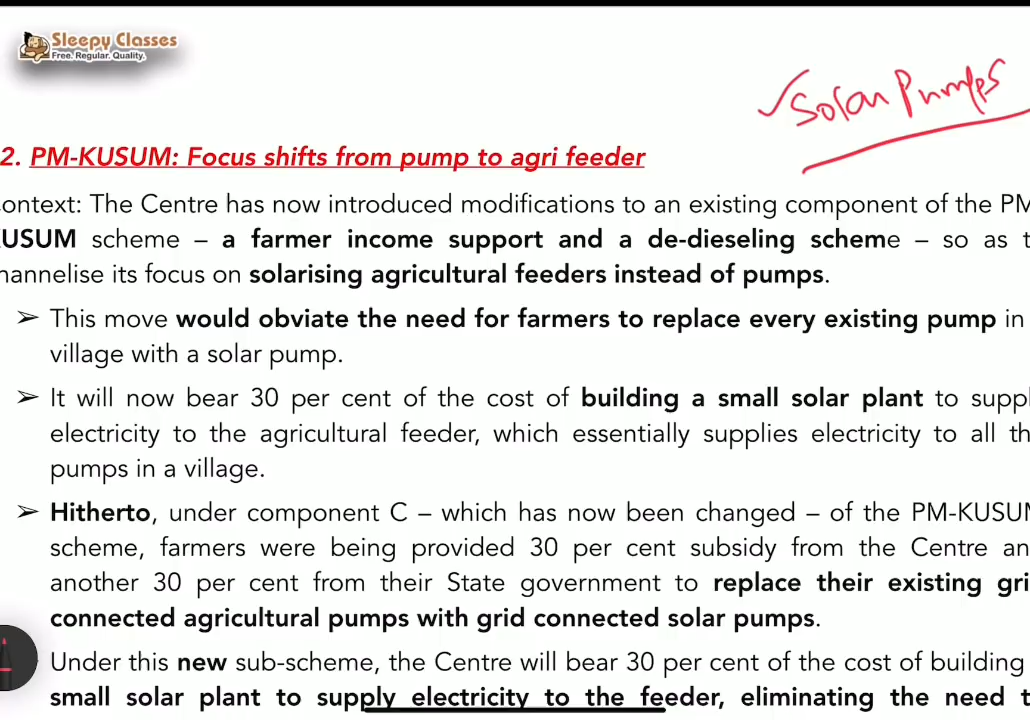 Sleepy Classes
Free. Regular. Quality.
Solar Pumps
2. PM-KUSUM: Focus shifts from pump to agri feeder
ontext: The Centre has now introduced modifications to an existing component of the PM
USUM scheme – a farmer income support and a de-dieseling scheme – so as t
hannelise its focus on solarising agricultural feeders instead of pumps.
➢ This move would obviate the need for farmers to replace every existing pump in
village with a solar pump.
➢ It will now bear 30 per cent of the cost of building a small solar plant to suppl
electricity to the agricultural feeder, which essentially supplies electricity to all th
pumps in a village.
➢ Hitherto, under component C – which has now been changed – of the PM-KUSUM
scheme, farmers were being provided 30 per cent subsidy from the Centre an
another 30 per cent from their State government to replace their existing gri
connected agricultural pumps with grid connected solar pumps.
Under this new sub-scheme, the Centre will bear 30 per cent of the cost of building
small solar plant to supply electricity to the feeder, eliminating the need t